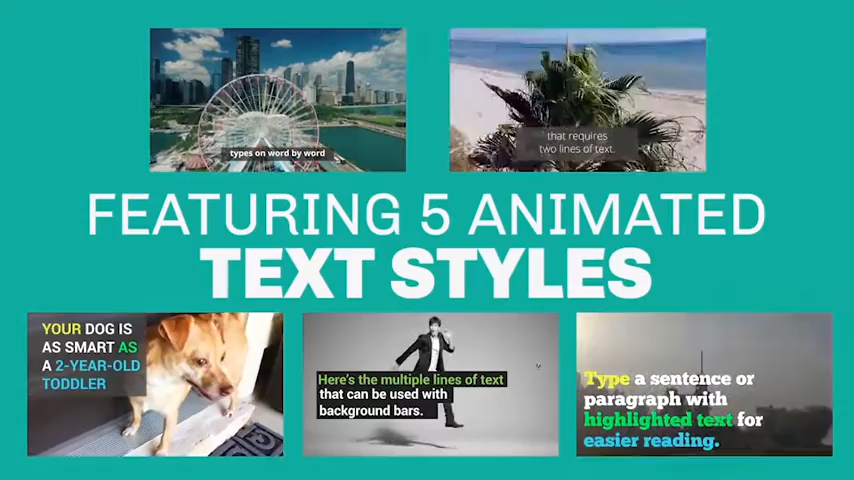 types on word by word
that requires
two lines of text.
FEATURING 5 ANIMATED
TEXT STYLES
YOUR DOG IS
AS SMART AS
A 2-YEAR-OLD
TODDLER
Here's the multiple lines of text
that can be used with
background bars.
Type a sentence or
paragraph with
highlighted text for
easier reading.